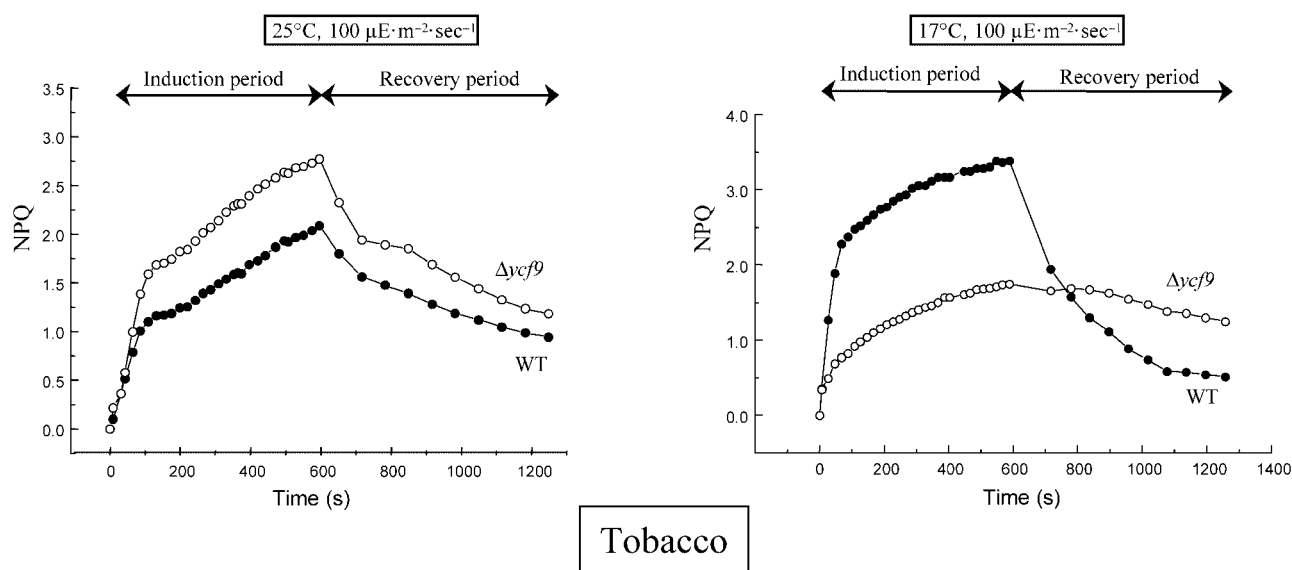 25°C, 100 µE·m⁻²·sec⁻¹
Induction period
Recovery period
3.5
3.0
2.5
2.0
1.5
1.0
0.5
0.0
NPQ
Δycf9
WT
0
200
400
600
800
1000
1200
Time (s)
17°C, 100 µE·m⁻²·sec⁻¹
Induction period
Recovery period
4.0
3.0
2.0
1.0
0.0
NPQ
Δycf9
WT
0
200
400
600
800
1000
1200
1400
Time (s)
Tobacco